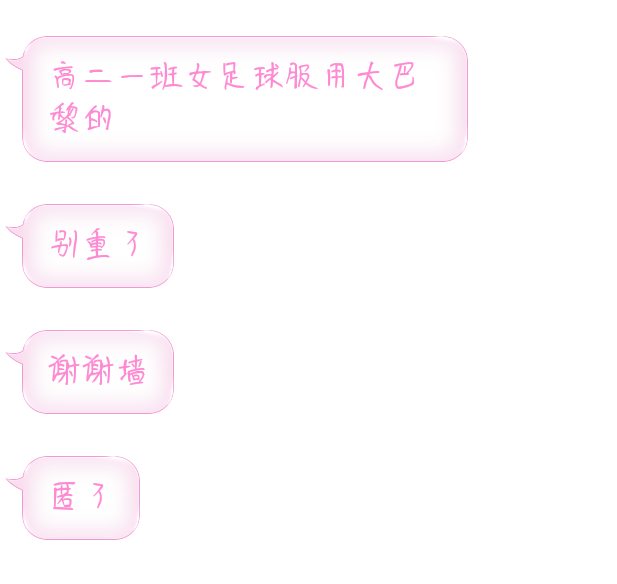 高二一班女足球服用大巴
黎的
别重了
谢谢墙
匿了